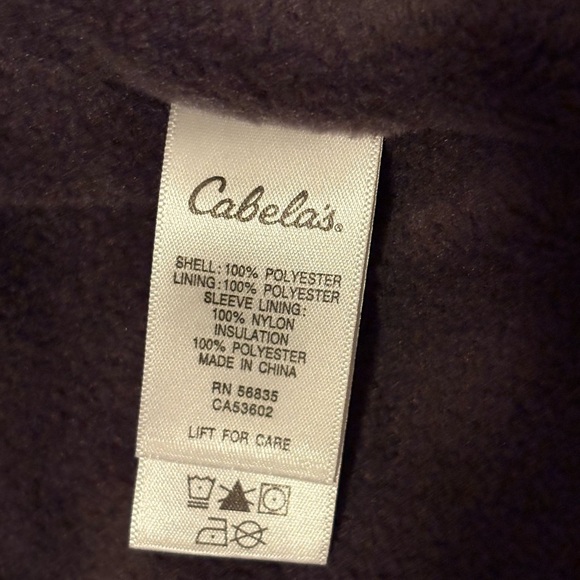 Cabela's®
SHELL: 100% POLYESTER
LINING: 100% POLYESTER
SLEEVE LINING:
100% NYLON
INSULATION
100% POLYESTER
MADE IN CHINA
RN 56835
CA53602
LIFT FOR CARE